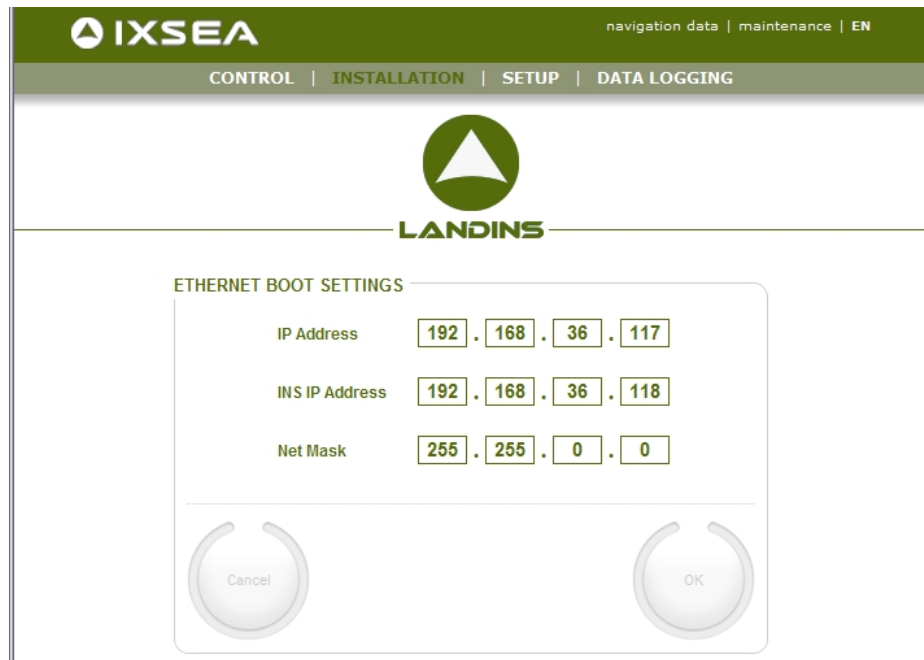 IXSEA
navigation data | maintenance | EN
CONTROL | INSTALLATION | SETUP | DATA LOGGING
LANDINS
ETHERNET BOOT SETTINGS
IP Address 192 . 168 . 36 . 117
INS IP Address 192 . 168 . 36 . 118
Net Mask 255 . 255 . 0 . 0
Cancel OK